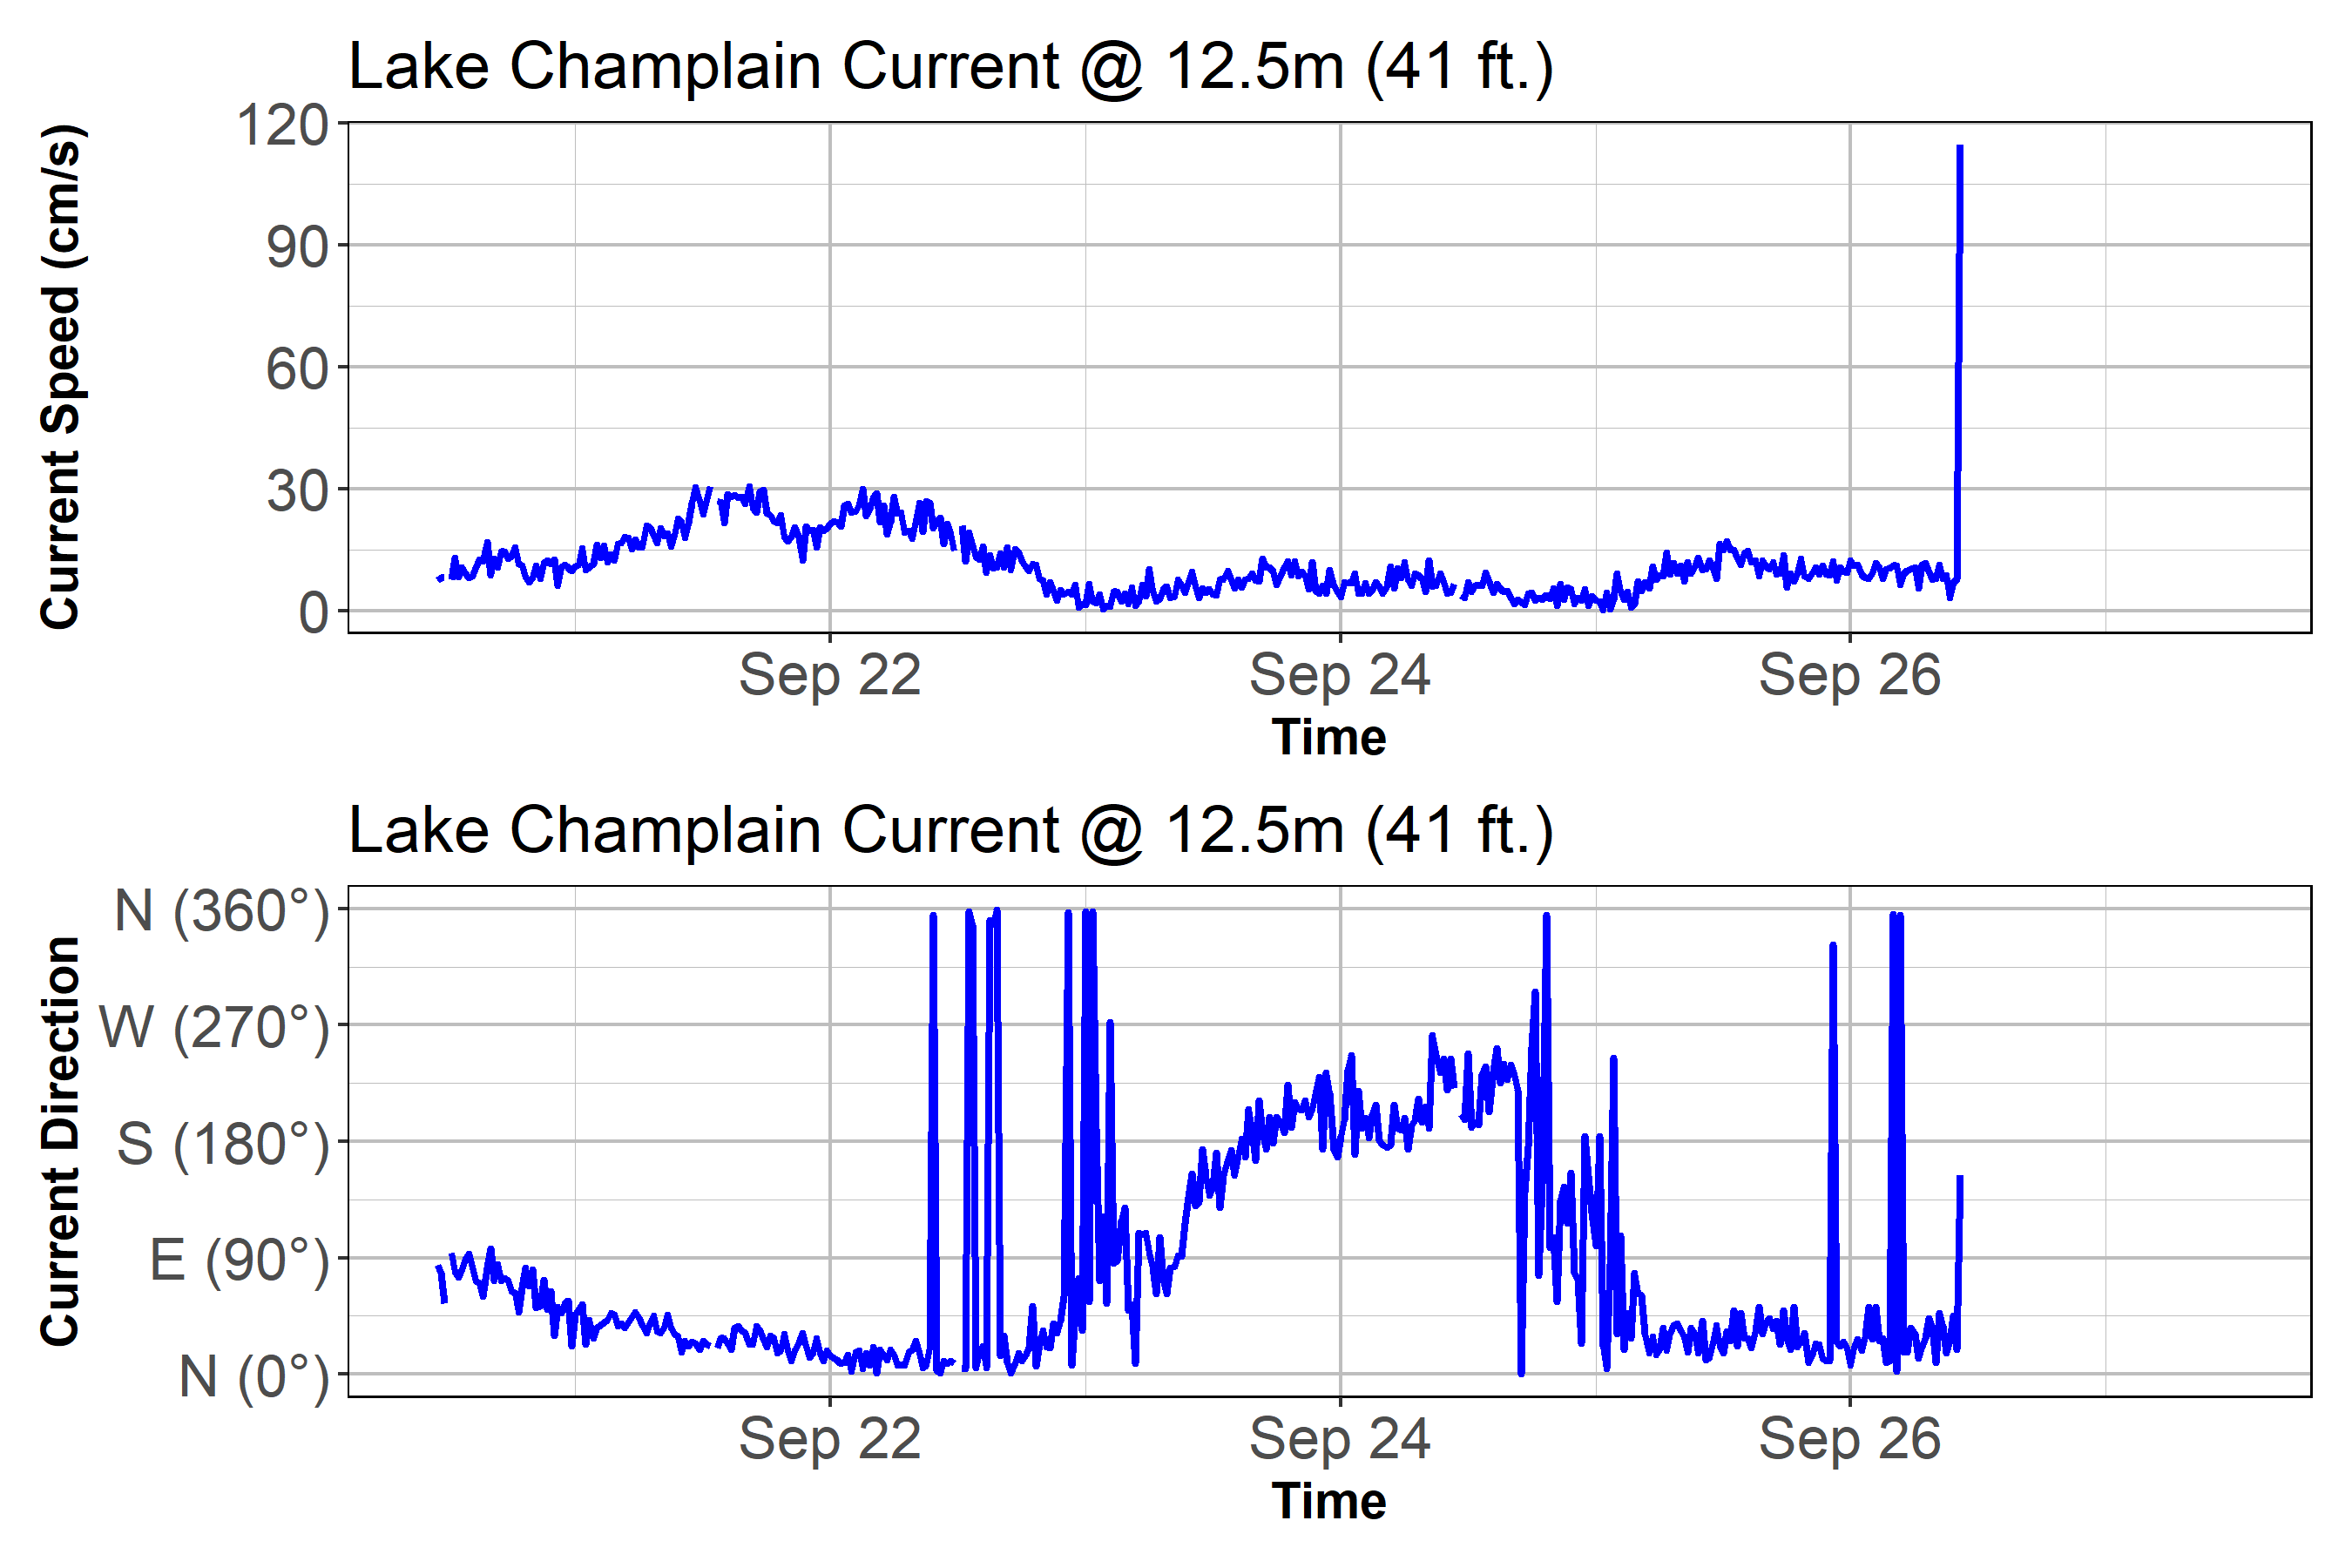 Lake Champlain Current @ 12.5m (41 ft.)
Current Speed (cm/s)
120
90
60
30
0
Sep 22
Sep 24
Sep 26
Time
Lake Champlain Current @ 12.5m (41 ft.)
Current Direction
N (360°)
W (270°)
S (180°)
E (90°)
N (0°)
Sep 22
Sep 24
Sep 26
Time